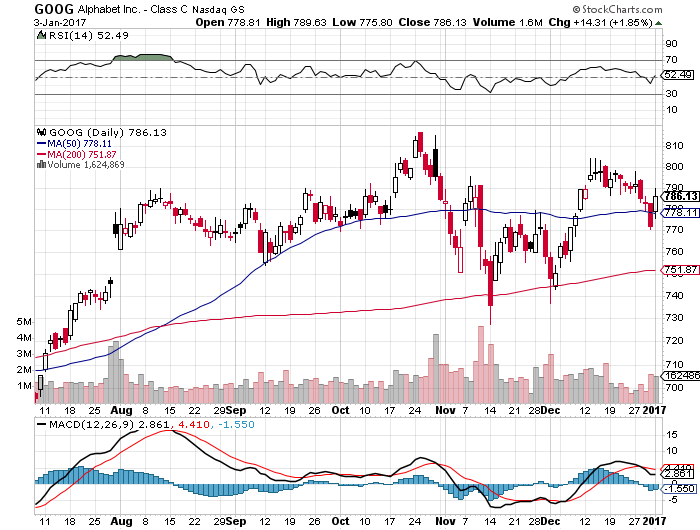 GOOG Alphabet Inc. - Class C Nasdaq GS
© StockCharts.com
3-Jan-2017
Open 778.81 High 789.63 Low 775.80 Close 786.13 Volume 1.6M Chg +14.31 (+1.85%)
RSI(14) 52.49
90
70
52.49
50
30
10
GOOG (Daily) 786.13
MA(50) 778.11
MA(200) 751.87
Volume 1,624,869
810
800
790
786.13
780
778.11
770
760
751.87
750
740
730
720
710
700
5M
4M
3M
2M
1M
1624869
11 18 25 Aug 8 15 22 29 Sep 12 19 26 Oct 10 17 24 Nov 7 14 21 28 Dec 12 19 27 2017
MACD(12,26,9) 2.861, 4.410, -1.550
15
10
5
4.410
2.861
-1.550
-5
11 18 25 Aug 8 15 22 29 Sep 12 19 26 Oct 10 17 24 Nov 7 14 21 28 Dec 12 19 27 2017